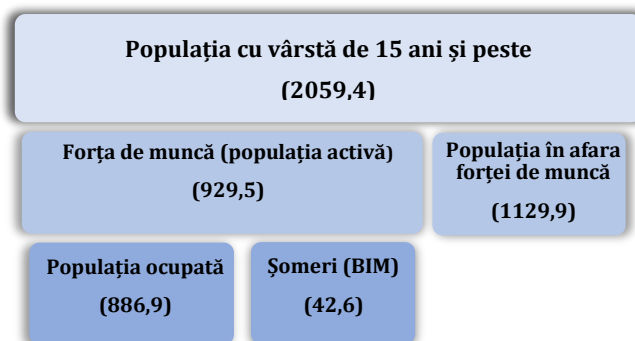 Populația cu vârstă de 15 ani și peste
(2059,4)
Forța de muncă (populația activă)
(929,5)
Populația în afara
forței de muncă
(1129,9)
Populația ocupată
(886,9)
Șomeri (BIM)
(42,6)